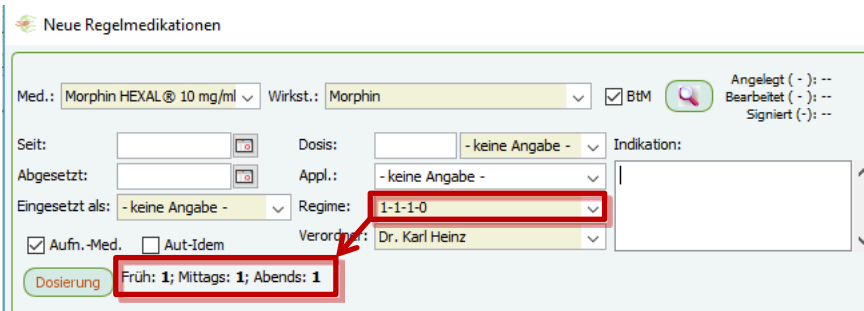 Neue Regelmedikationen
Med.: Morphin HEXAL® 10 mg/ml Wirkst.: Morphin BtM
Angelegt ( - ): --
Bearbeitet ( - ): --
Signiert (-): --
Seit: Dosis: - keine Angabe - Indikation:
Abgesetzt: Appl.: - keine Angabe -
Eingesetzt als: - keine Angabe - Regime: 1-1-1-0
Aufn.-Med. Aut-Idem Verordner: Dr. Karl Heinz
Dosierung Früh: 1; Mittags: 1; Abends: 1